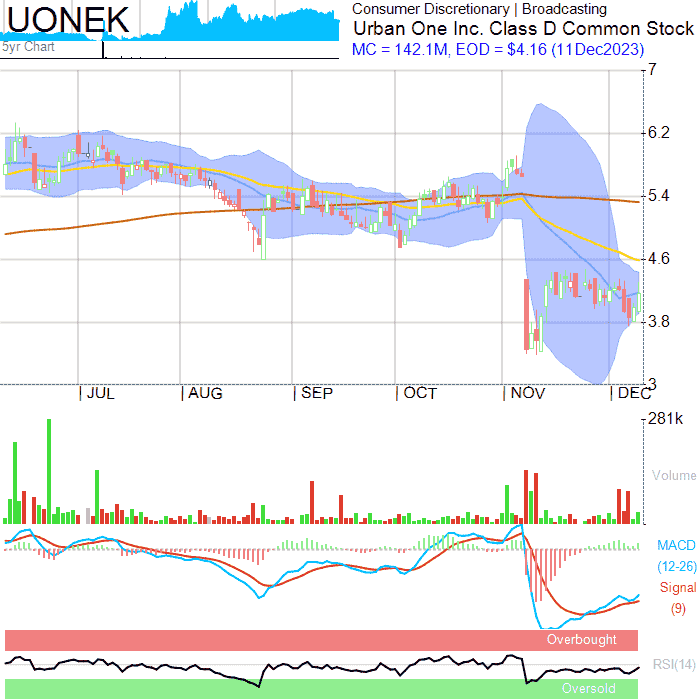 UONEK
5yr Chart
Consumer Discretionary | Broadcasting
Urban One Inc. Class D Common Stock
MC = 142.1M, EOD = $4.16 (11Dec2023)
7
6.2
5.4
4.6
3.8
3
JUL
AUG
SEP
OCT
NOV
DEC
281k
Volume
MACD
(12-26)
Signal
(9)
Overbought
RSI(14)
Oversold